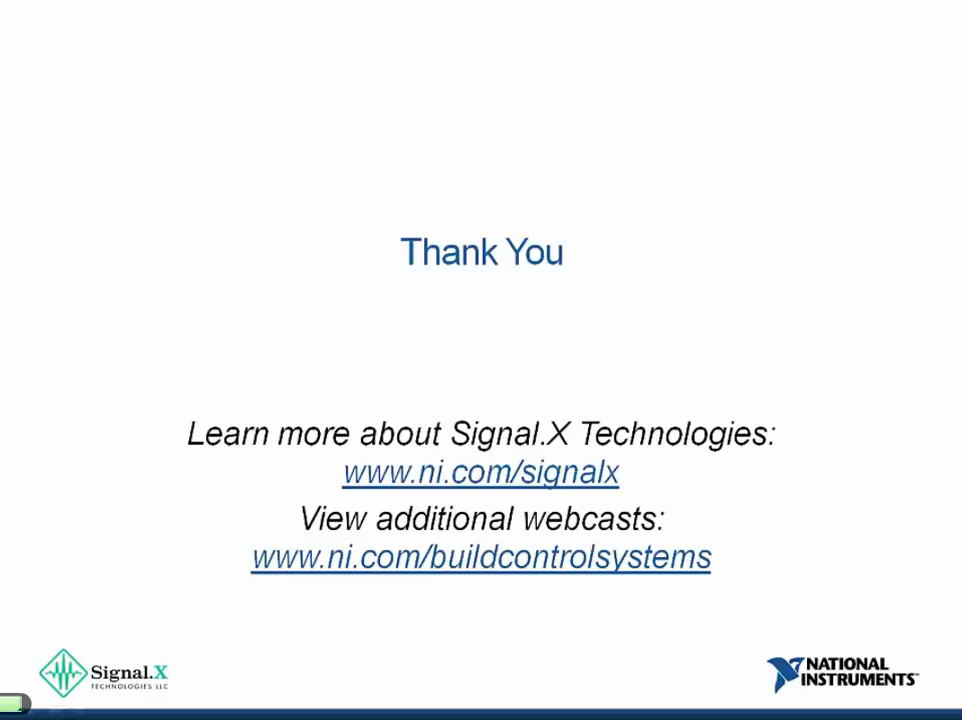 Thank You
Learn more about Signal.X Technologies:
www.ni.com/signalx
View additional webcasts:
www.ni.com/buildcontrolsystems
Signal.X
TECHNOLOGIES LLC
NATIONAL
INSTRUMENTS™